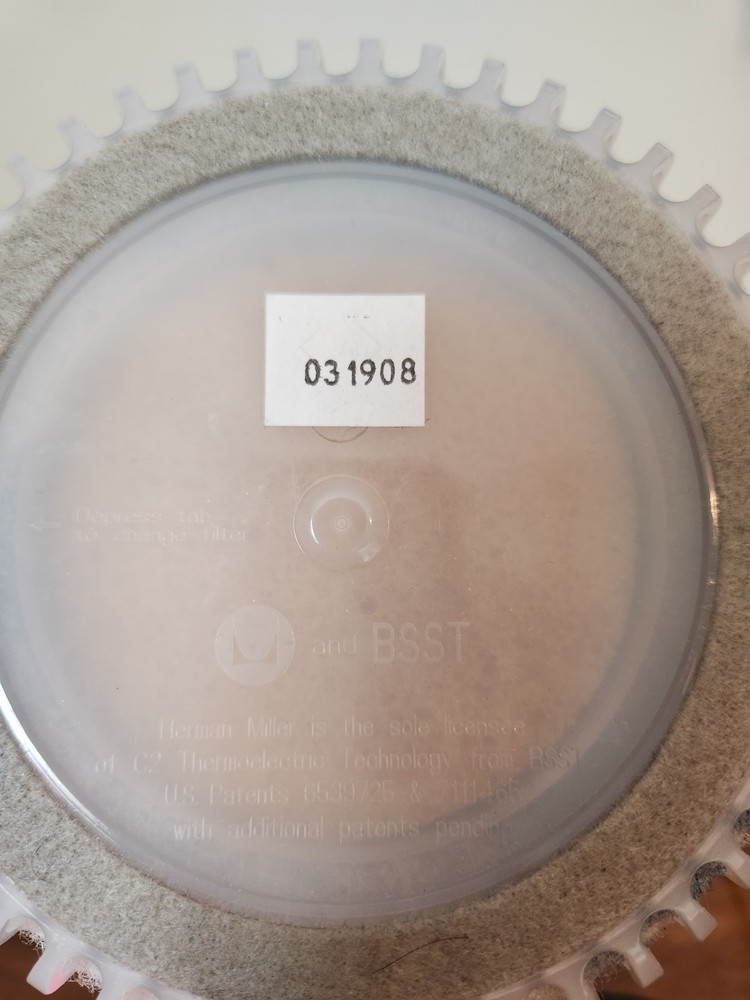 031908
Depress tab
to change filter
and BSST
Herman Miller is the sole licensee
of C2 Thermoelectric Technology from BSST
U.S. Patents 6539725 &
with additional patents pending